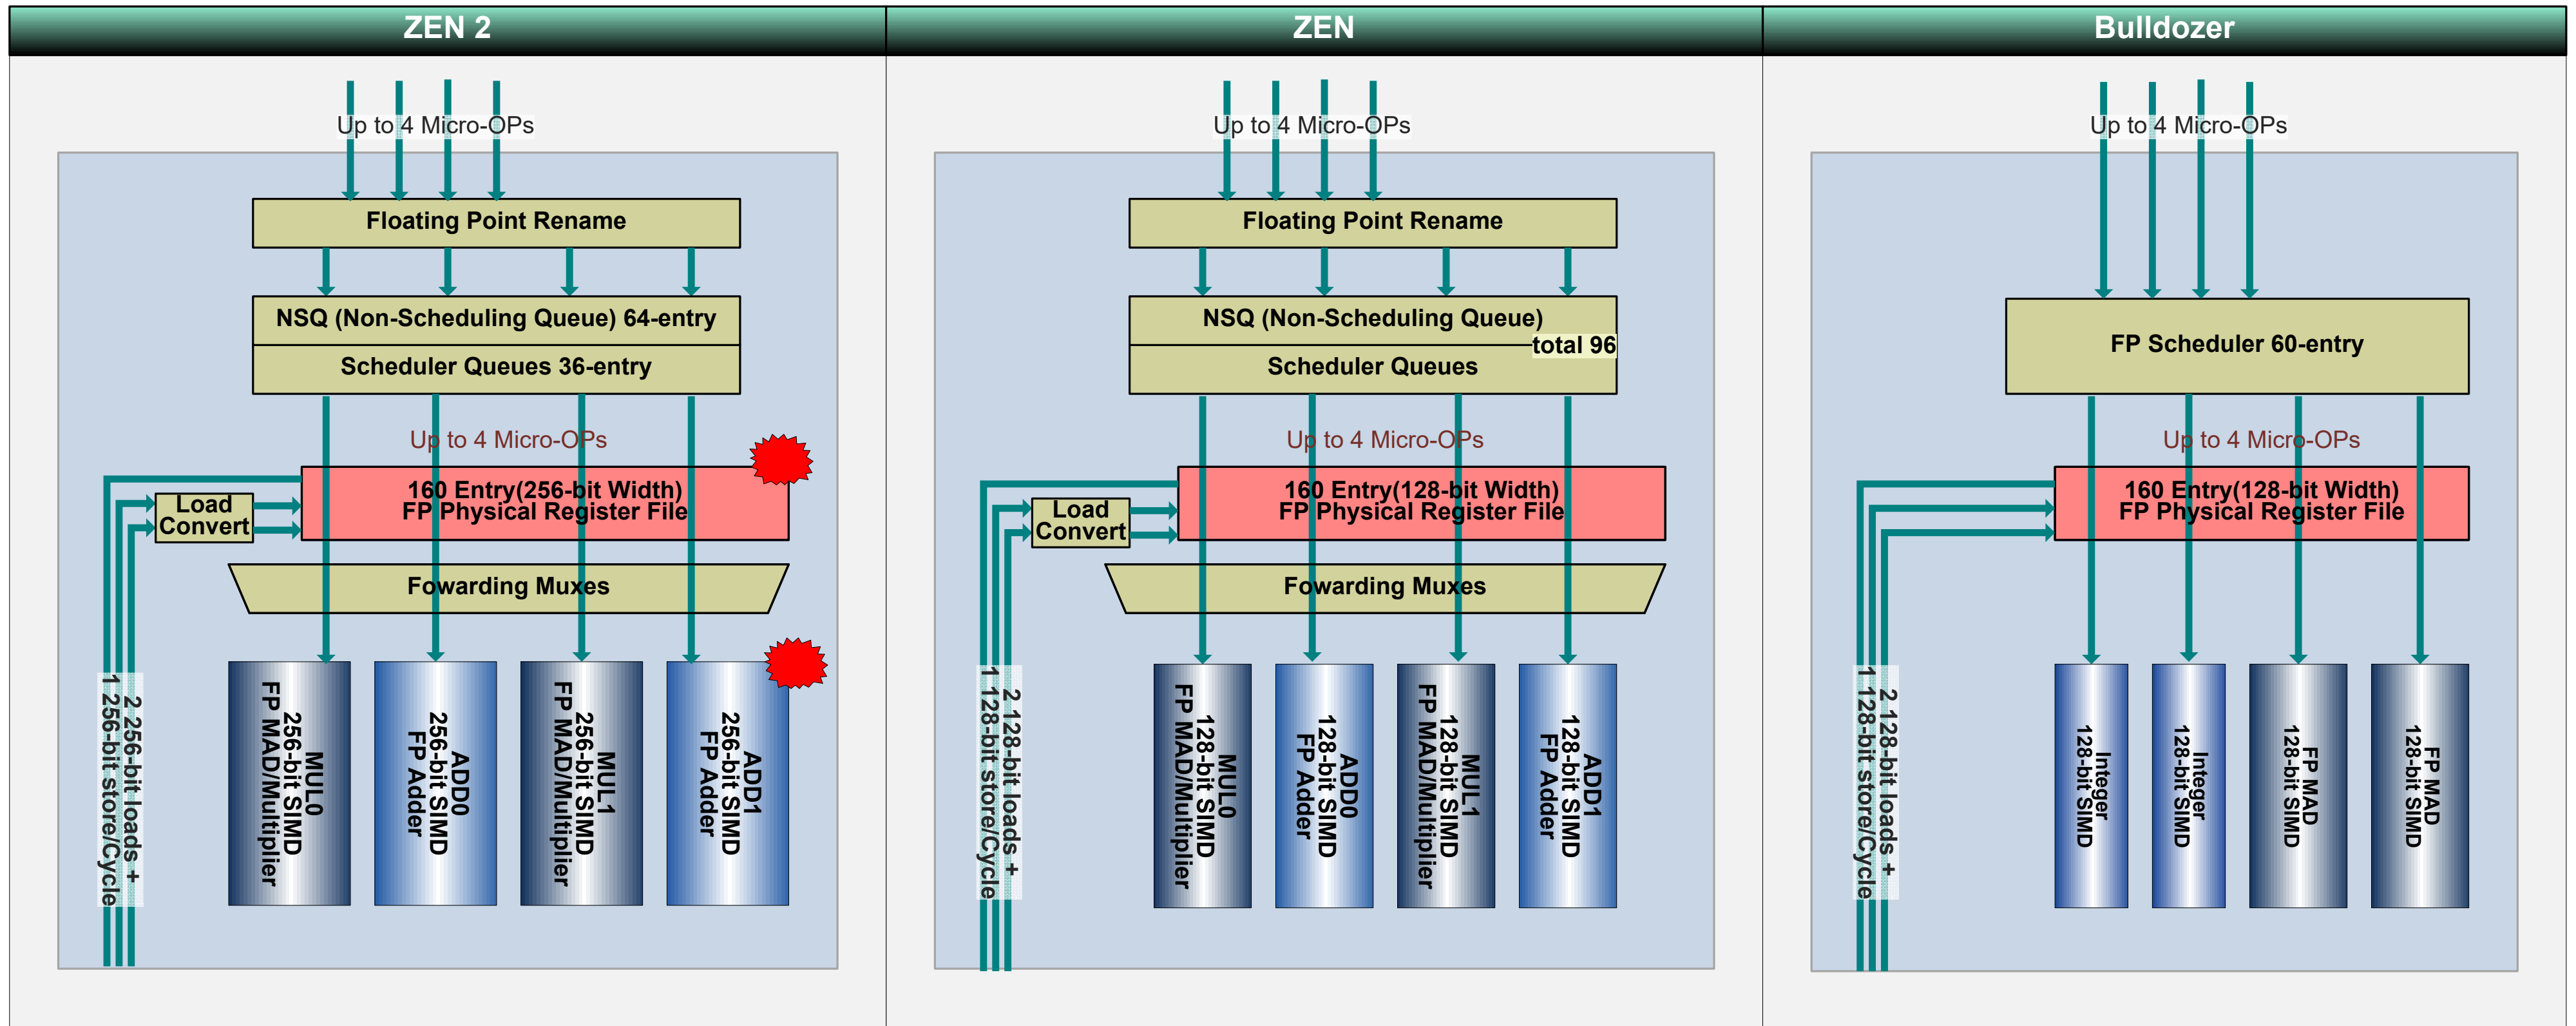 ZEN 2
Up to 4 Micro-OPs
Floating Point Rename
NSQ (Non-Scheduling Queue) 64-entry
Scheduler Queues 36-entry
Up to 4 Micro-OPs
160 Entry(256-bit Width)
FP Physical Register File
Load
Convert
Fowarding Muxes
2 256-bit loads +
1 256-bit store/Cycle
MUL0
256-bit SIMD
FP MAD/Multiplier
ADD0
256-bit SIMD
FP Adder
MUL1
256-bit SIMD
FP MAD/Multiplier
ADD1
256-bit SIMD
FP Adder
ZEN
Up to 4 Micro-OPs
Floating Point Rename
NSQ (Non-Scheduling Queue)
total 96
Scheduler Queues
Up to 4 Micro-OPs
160 Entry(128-bit Width)
FP Physical Register File
Load
Convert
Fowarding Muxes
2 128-bit loads +
1 128-bit store/Cycle
MUL0
128-bit SIMD
FP MAD/Multiplier
ADD0
128-bit SIMD
FP Adder
MUL1
128-bit SIMD
FP MAD/Multiplier
ADD1
128-bit SIMD
FP Adder
Bulldozer
Up to 4 Micro-OPs
FP Scheduler 60-entry
Up to 4 Micro-OPs
160 Entry(128-bit Width)
FP Physical Register File
2 128-bit loads +
1 128-bit store/Cycle
Integer
128-bit SIMD
Integer
128-bit SIMD
FP MAD
128-bit SIMD
FP MAD
128-bit SIMD